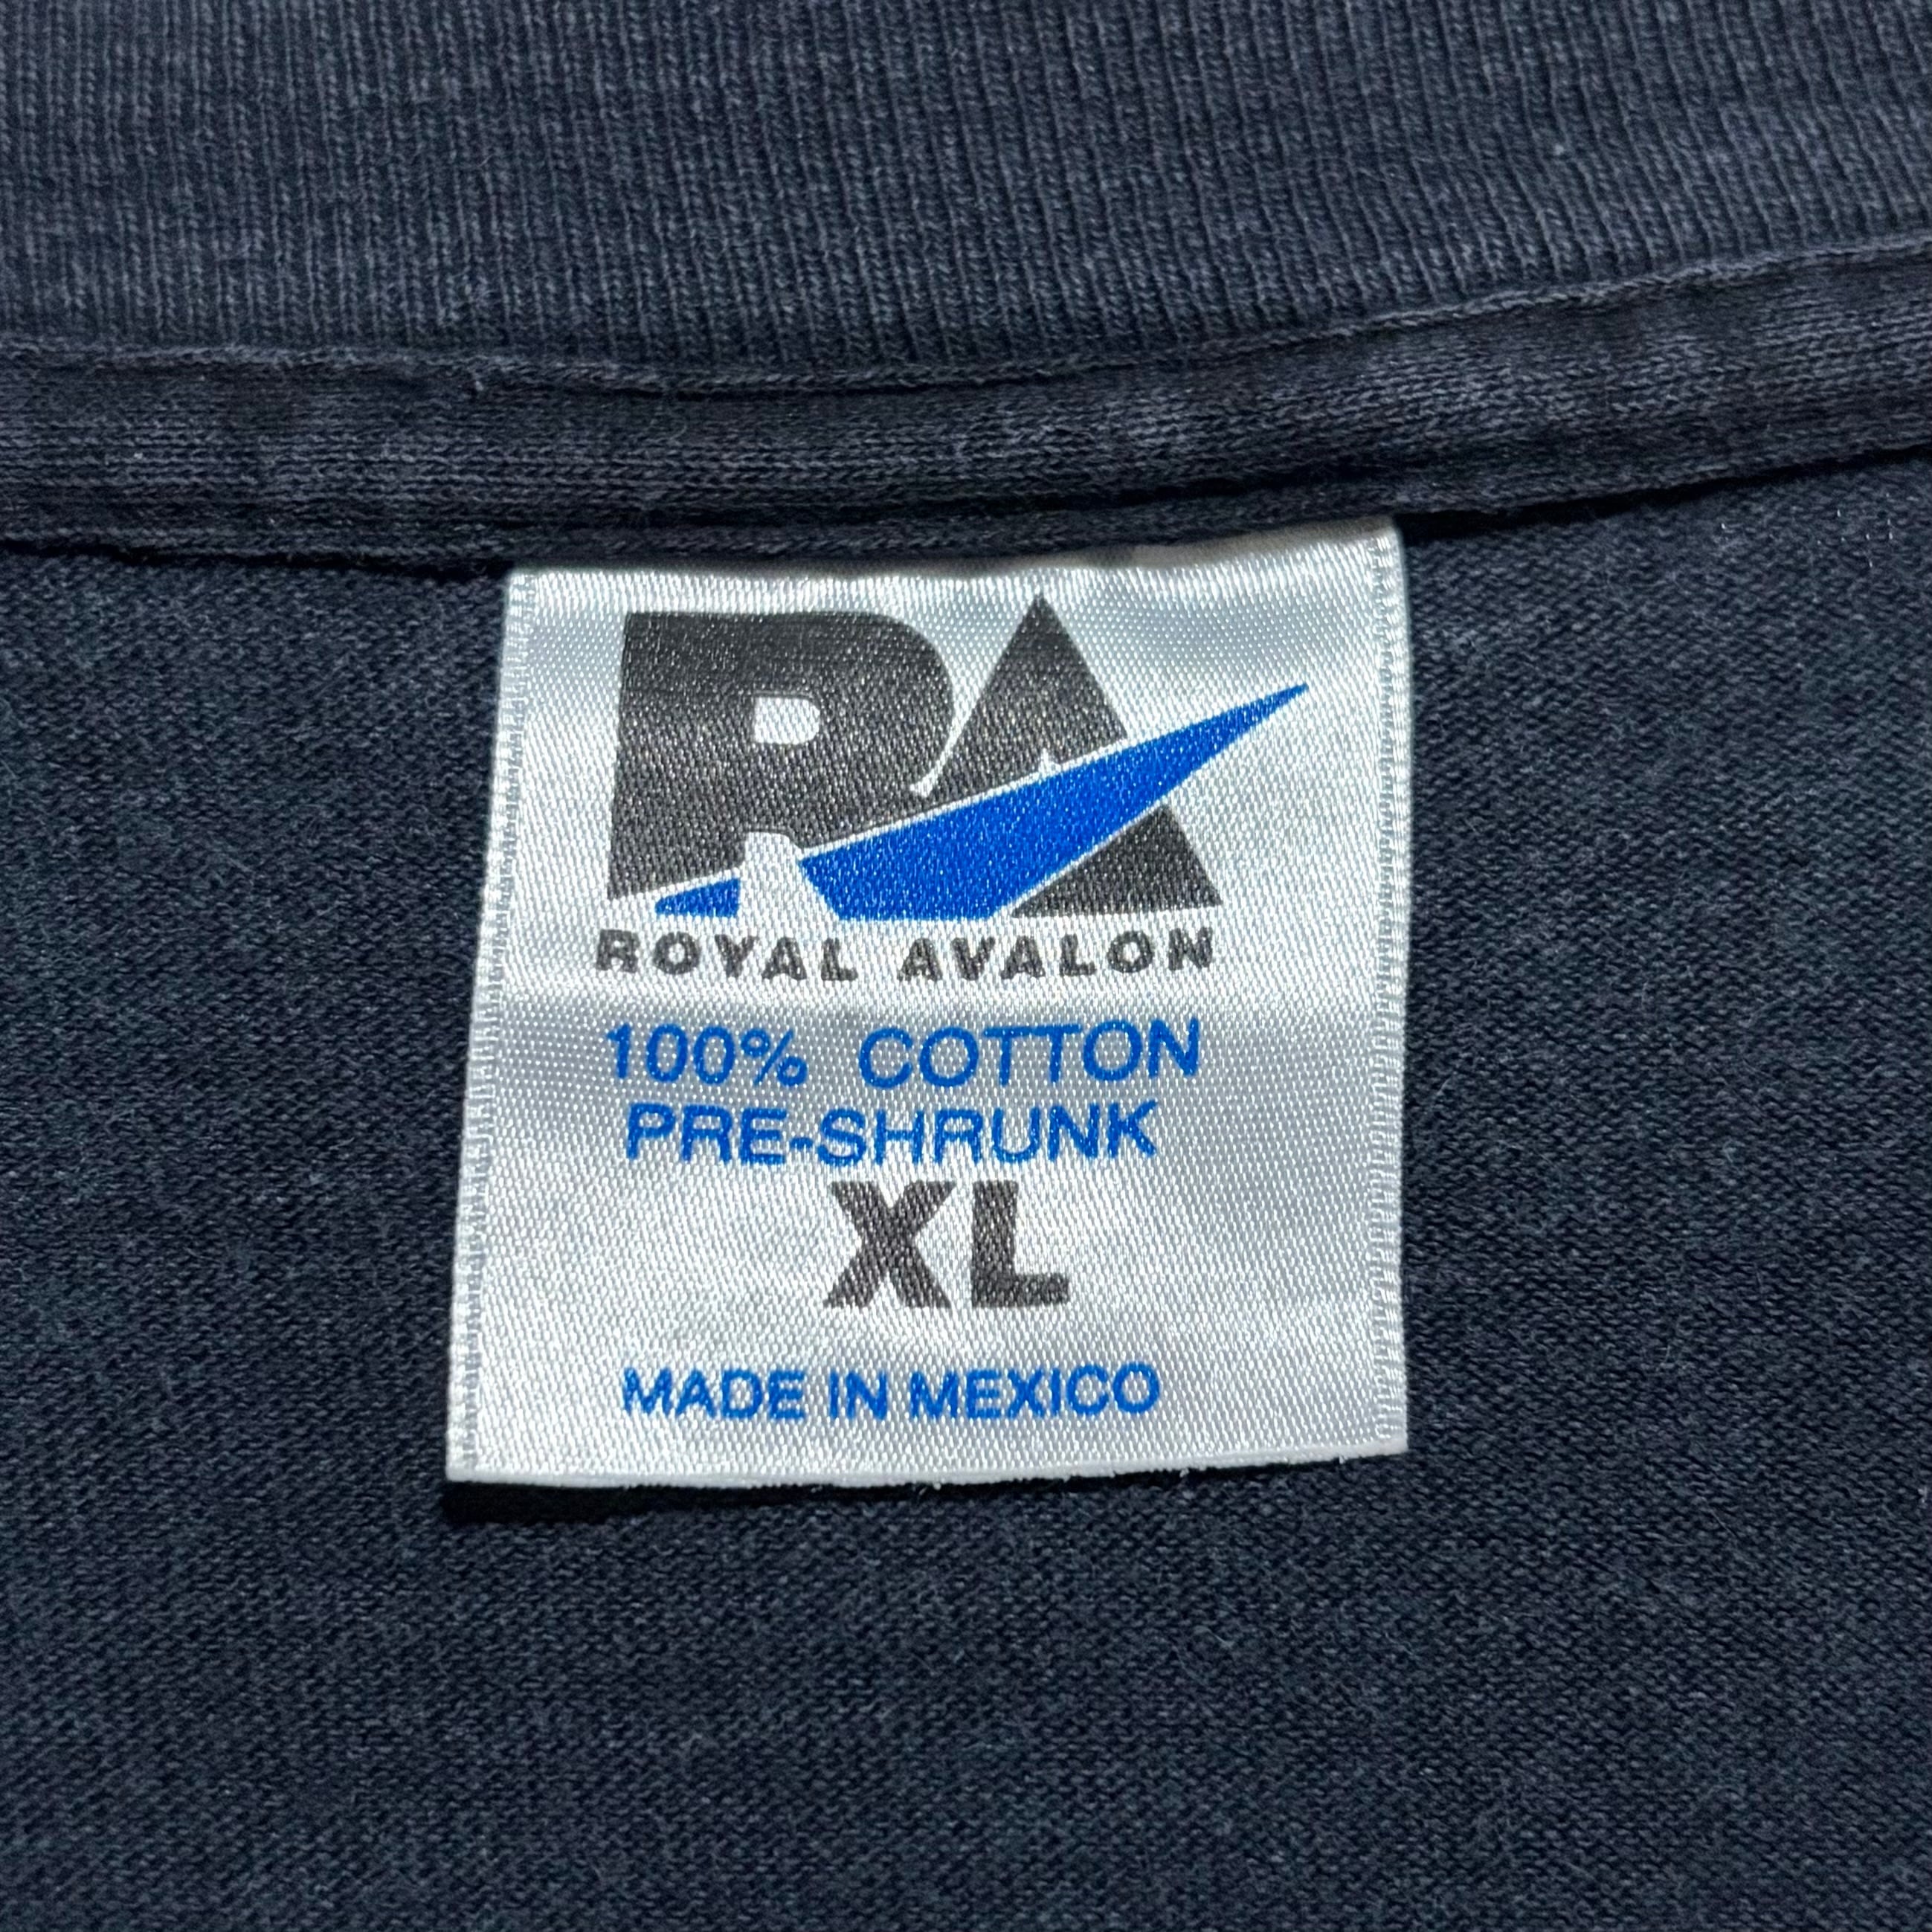 RA
ROYAL AVALON
100% COTTON
PRE-SHRUNK
XL
MADE IN MEXICO